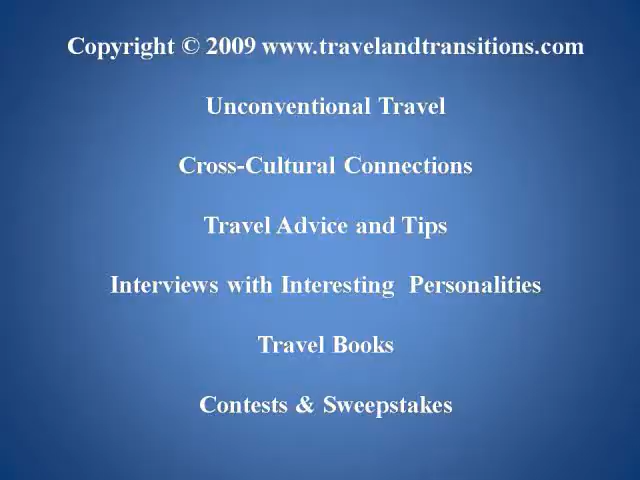 Copyright © 2009 www.travelandtransitions.com
Unconventional Travel
Cross-Cultural Connections
Travel Advice and Tips
Interviews with Interesting  Personalities
Travel Books
Contests & Sweepstakes